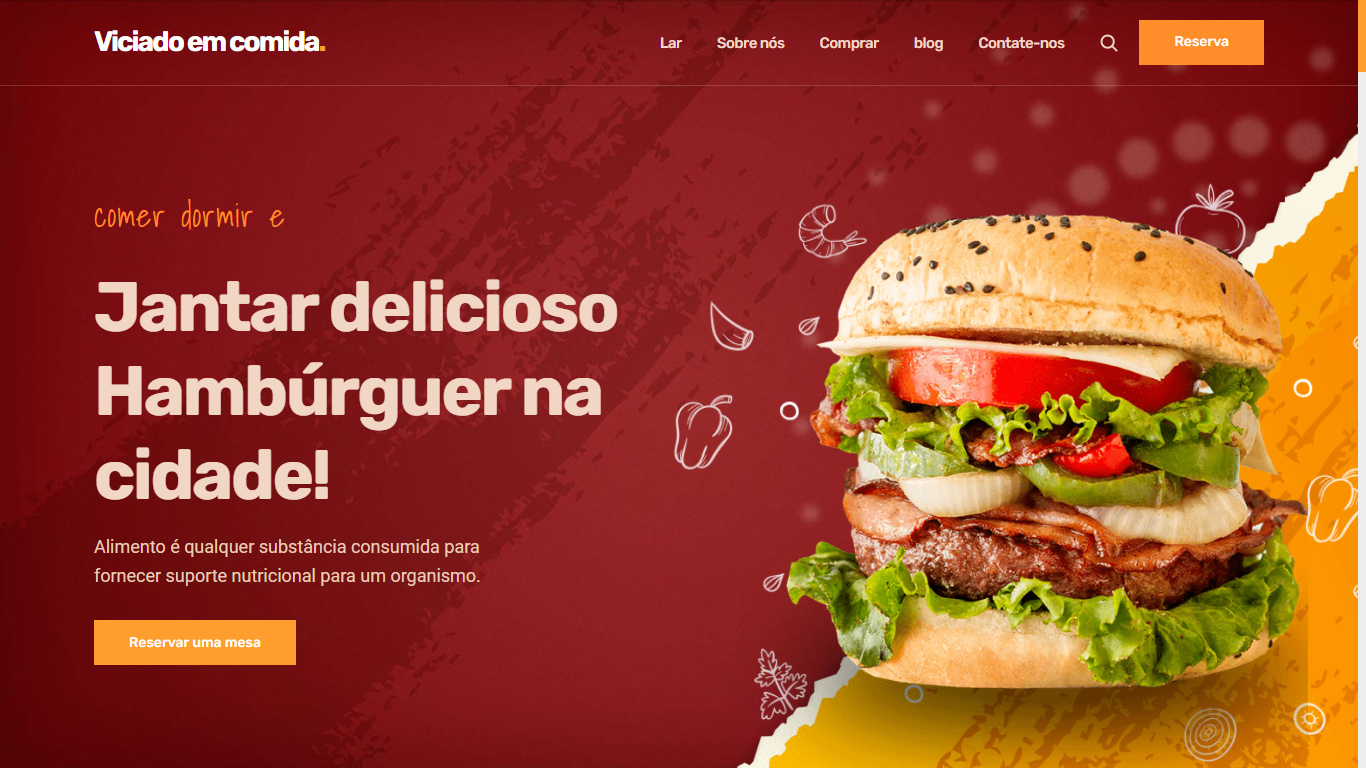 Viciado em comida.
Lar
Sobre nós
Comprar
blog
Contate-nos
Reserva
comer dormir e
Jantar delicioso
Hambúrguer na
cidade!
Alimento é qualquer substância consumida para
fornecer suporte nutricional para um organismo.
Reservar uma mesa